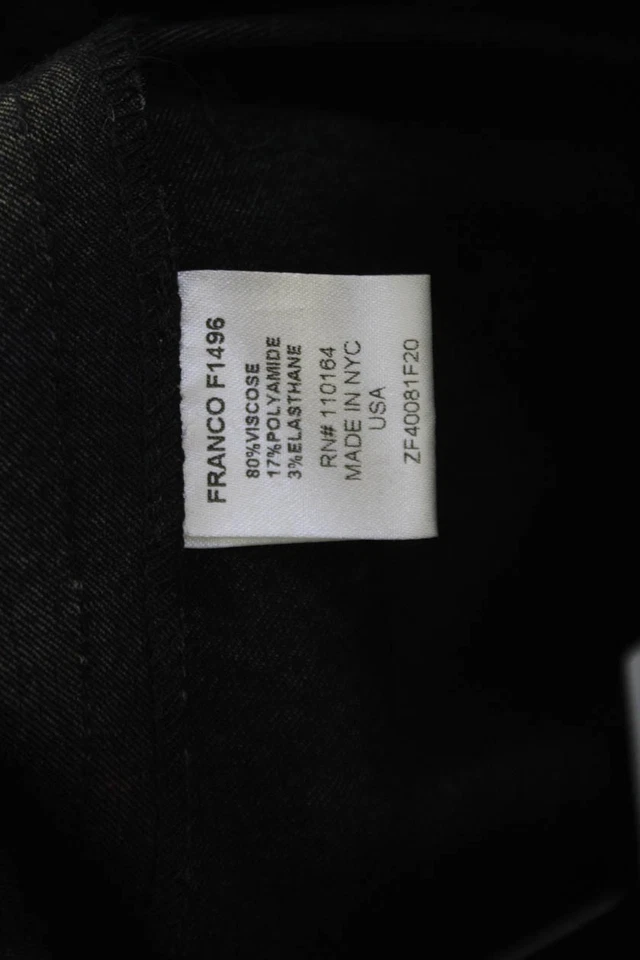 FRANCO F1496
80%VISCOSE
17%POLYAMIDE
3%ELASTHANE
RN# 110164
MADE IN NYC
USA
ZF40081F20